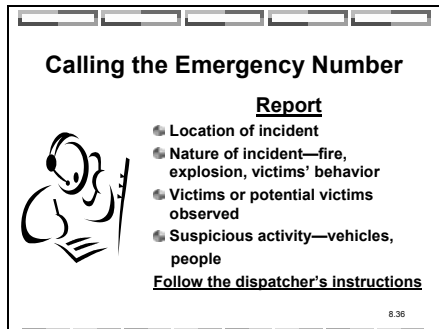 Calling the Emergency Number
Report
Location of incident
Nature of incident—fire,
explosion, victims' behavior
Victims or potential victims
observed
Suspicious activity—vehicles,
people
Follow the dispatcher's instructions
8.36